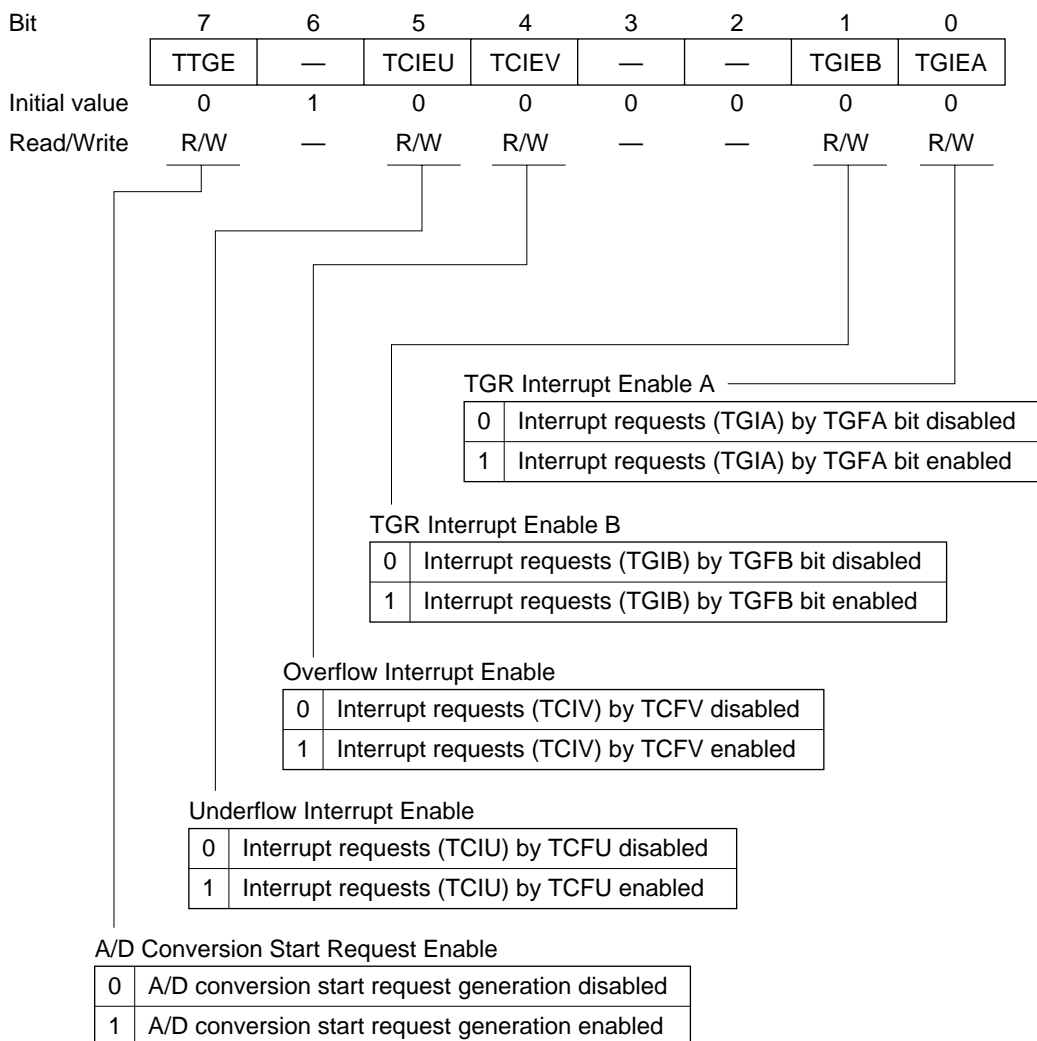 Bit 7 6 5 4 3 2 1 0
TTGE — TCIEU TCIEV — — TGIEB TGIEA
Initial value 0 1 0 0 0 0 0 0
Read/Write R/W — R/W R/W — — R/W R/W
TGR Interrupt Enable A
0 Interrupt requests (TGIA) by TGFA bit disabled
1 Interrupt requests (TGIA) by TGFA bit enabled
TGR Interrupt Enable B
0 Interrupt requests (TGIB) by TGFB bit disabled
1 Interrupt requests (TGIB) by TGFB bit enabled
Overflow Interrupt Enable
0 Interrupt requests (TCIV) by TCFV disabled
1 Interrupt requests (TCIV) by TCFV enabled
Underflow Interrupt Enable
0 Interrupt requests (TCIU) by TCFU disabled
1 Interrupt requests (TCIU) by TCFU enabled
A/D Conversion Start Request Enable
0 A/D conversion start request generation disabled
1 A/D conversion start request generation enabled